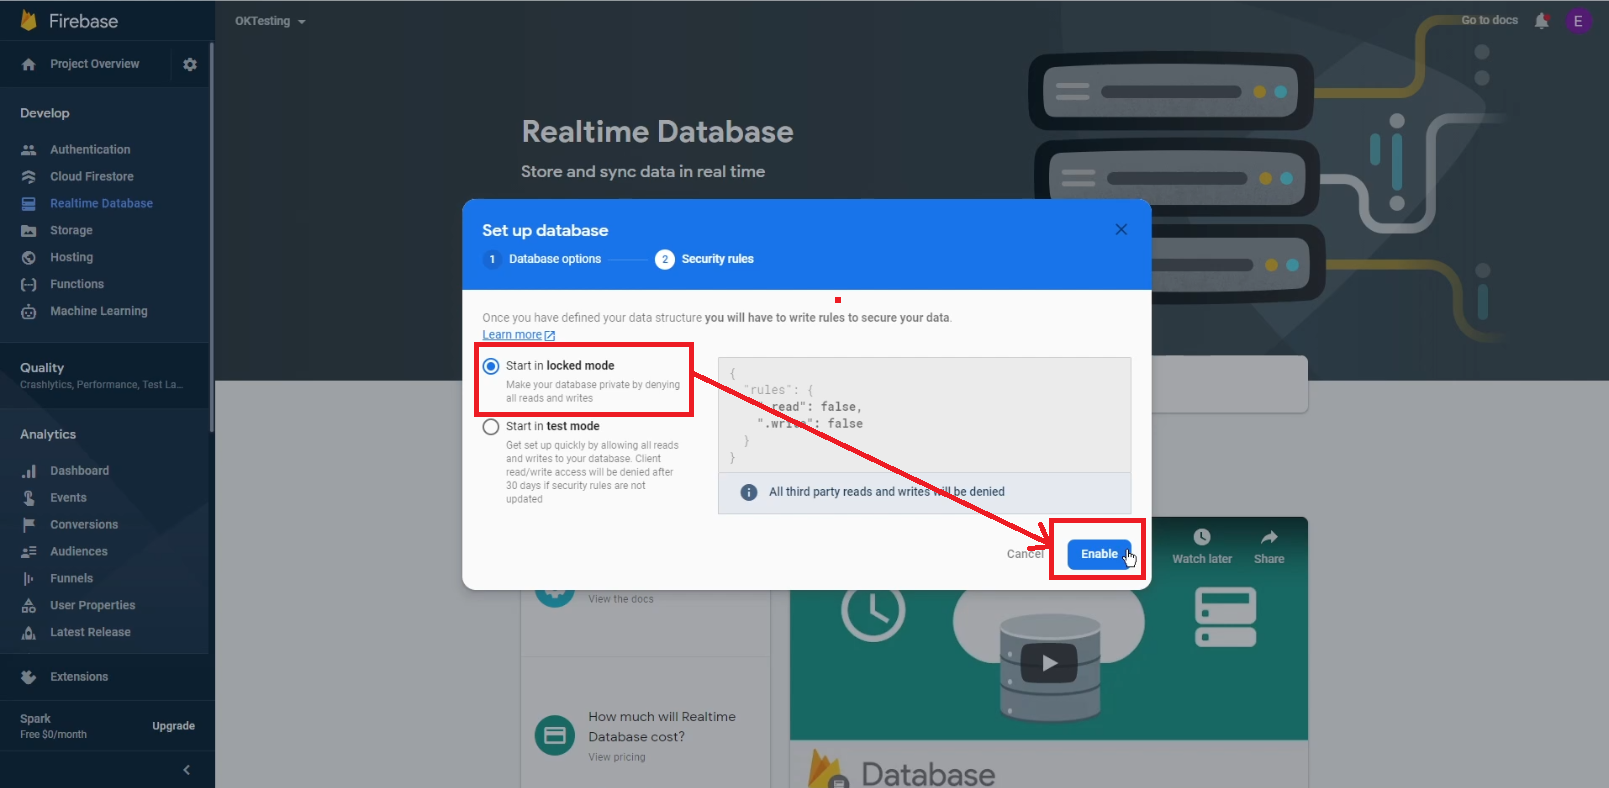 Firebase
OKTesting
Go to docs
E
Project Overview
Develop
Authentication
Cloud Firestore
Realtime Database
Storage
Hosting
Functions
Machine Learning
Quality
Crashlytics, Performance, Test La...
Analytics
Dashboard
Events
Conversions
Audiences
Funnels
User Properties
Latest Release
Extensions
Spark
Free $0/month
Upgrade
Realtime Database
Store and sync data in real time
Set up database
1 Database options
2 Security rules
Once you have defined your data structure you will have to write rules to secure your data.
Learn more
Start in locked mode
Make your database private by denying
all reads and writes
Start in test mode
Get set up quickly by allowing all reads
and writes to your database. Client
read/write access will be denied after
30 days if security rules are not
updated
{
"rules": {
".read": false,
".write": false
}
}
All third party reads and writes will be denied
Cancel
Enable
View the docs
How much will Realtime
Database cost?
View pricing
Watch later
Share
Database